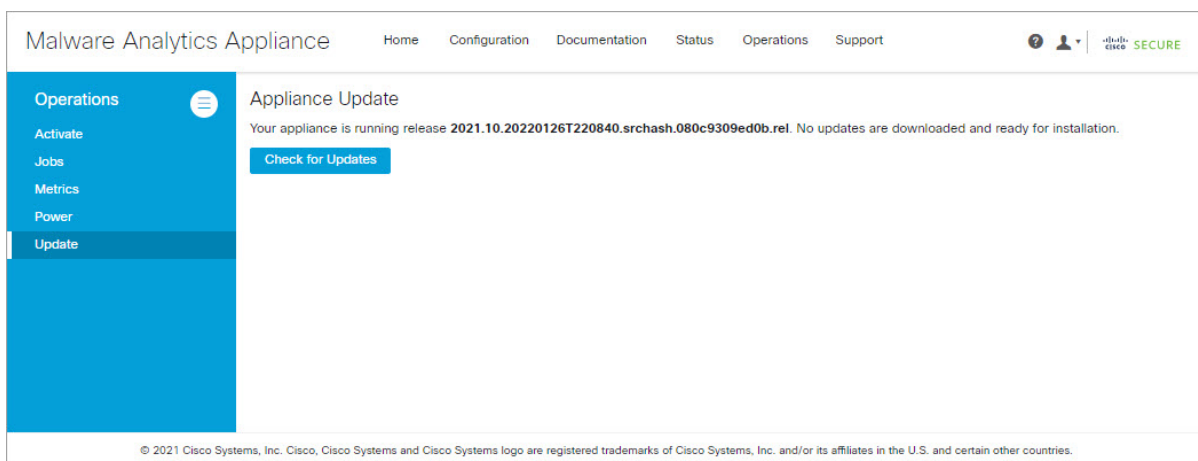 Malware Analytics Appliance
Home Configuration Documentation Status Operations Support
cisco SECURE
Operations
Activate
Jobs
Metrics
Power
Update
Appliance Update
Your appliance is running release 2021.10.20220126T220840.srchash.080c9309ed0b.rel. No updates are downloaded and ready for installation.
Check for Updates
© 2021 Cisco Systems, Inc. Cisco, Cisco Systems and Cisco Systems logo are registered trademarks of Cisco Systems, Inc. and/or its affiliates in the U.S. and certain other countries.